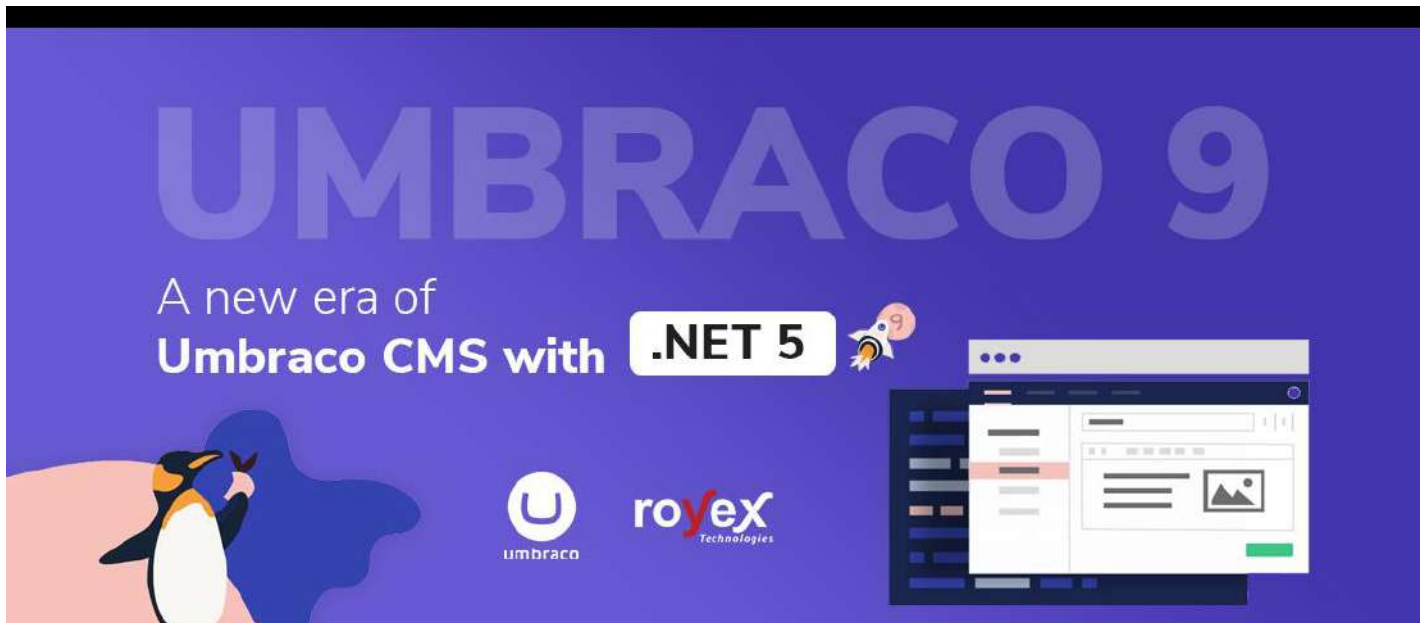 UMBRACO 9
A new era of
Umbraco CMS with .NET 5
9
umbraco
royex
Technologies